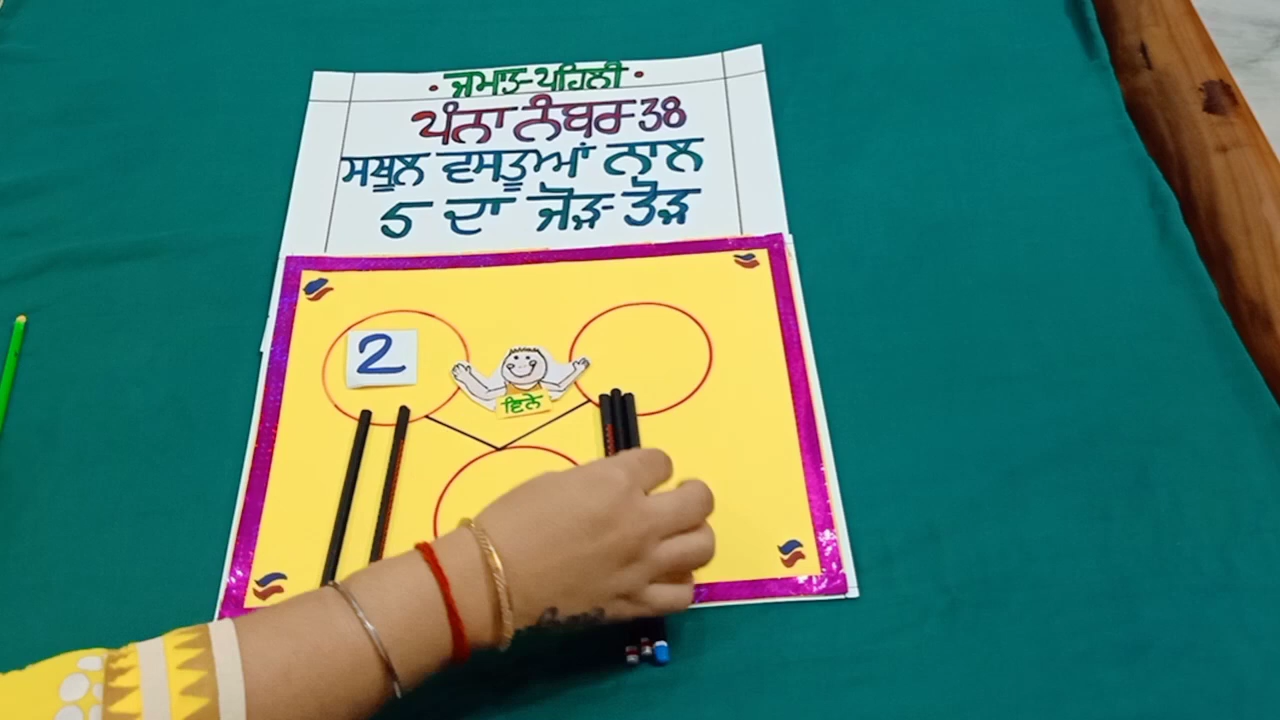 ਜਮਾਤ-ਪਹਿਲੀ
ਪੰਨਾ ਨੰਬਰ-38
ਸਥੂਲ ਵਸਤੂਆਂ ਨਾਲ
5 ਦਾ ਜੋੜ-ਤੋੜ
2
ਵਿਨੇ